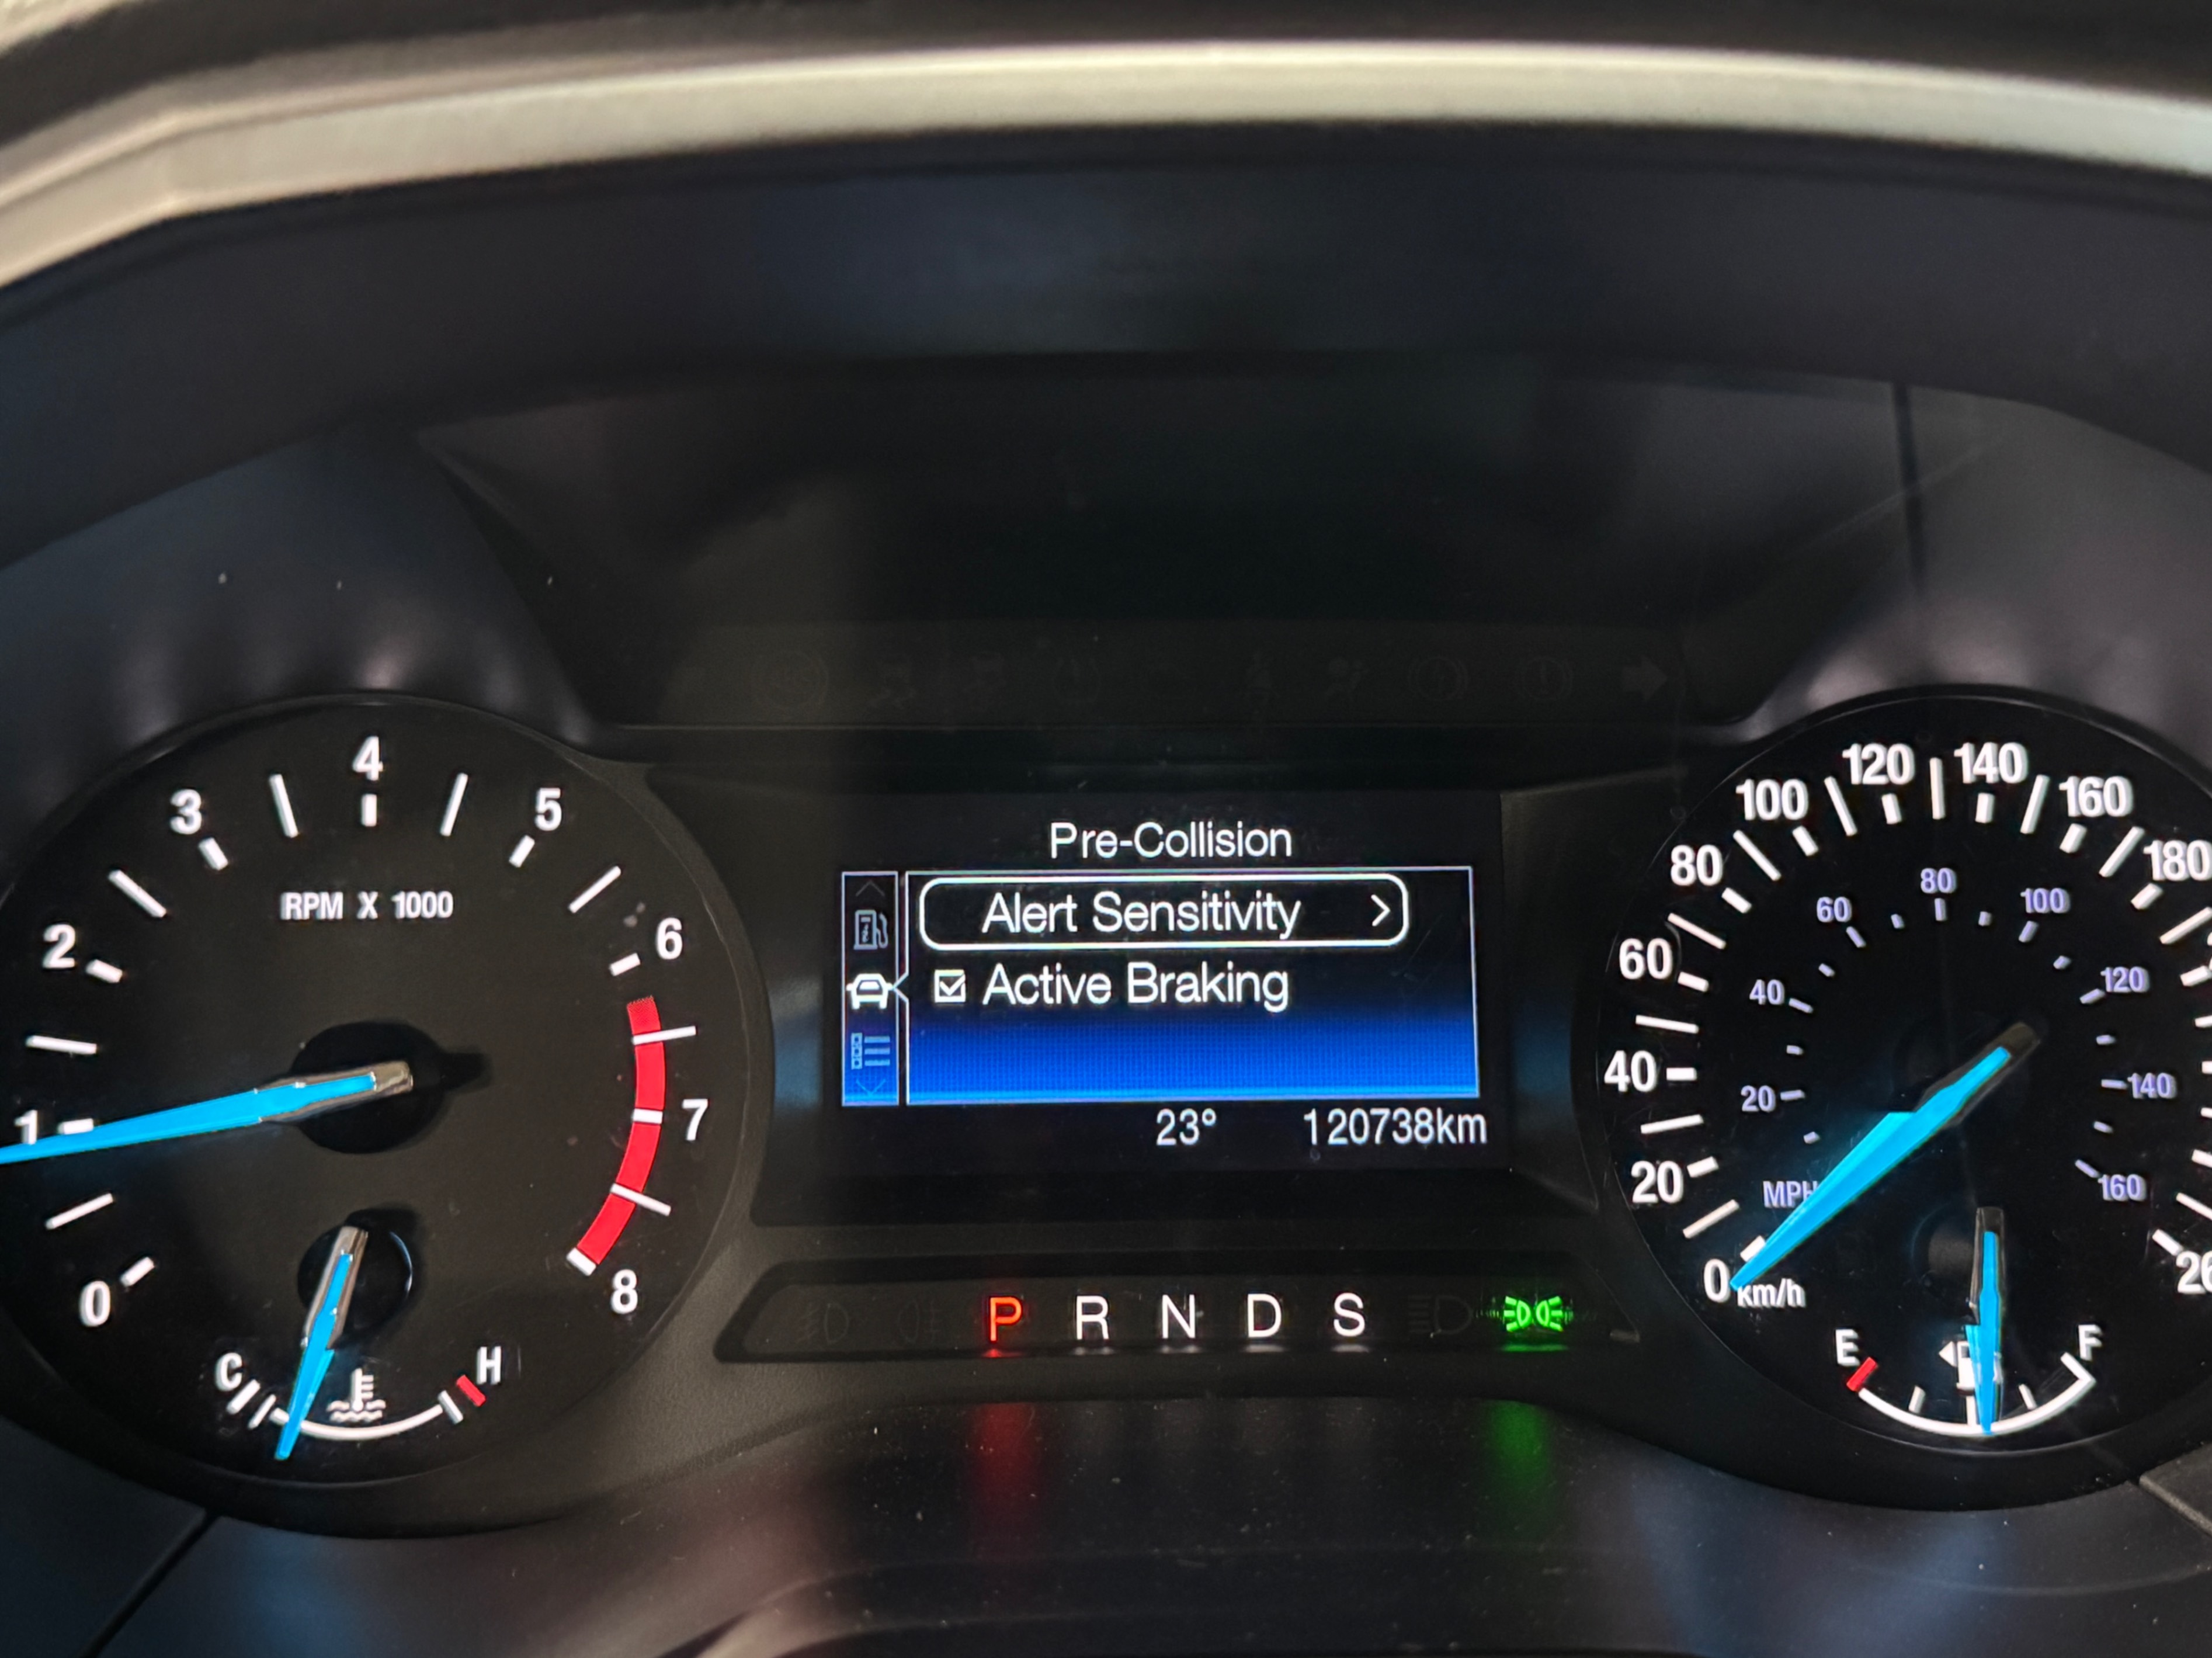 4
3
5
2
6
RPM X 1000
1
7
0
8
C
H
Pre-Collision
Alert Sensitivity >
Active Braking
23° 120738km
P R N D S
120 140
100 160
80 180
60
40
20
0
km/h
80
60 100
40 120
20 140
MPH 160
E F